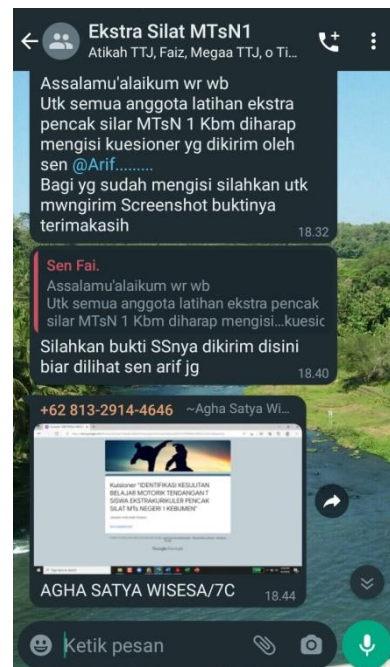 Ekstra Silat MTsN1
Atikah TTJ, Faiz, Megaa TTJ, o Ti...
Assalamu'alaikum wr wb
Utk semua anggota latihan ekstra
pencak silar MTsN 1 Kbm diharap
mengisi kuesioner yg dikirim oleh
sen @Arif.........
Bagi yg sudah mengisi silahkan utk
mwngirim Screenshot buktinya
terimakasih
18.32
Sen Fai.
Assalamu'alaikum wr wb
Utk semua anggota latihan ekstra pencak
silar MTsN 1 Kbm diharap mengisi...kuesic
Silahkan bukti SSnya dikirim disini
biar dilihat sen arif jg
18.40
+62 813-2914-4646 ~Agha Satya Wi...
Kuisioner "IDENTIFIKASI KESULITAN
BELAJAR MOTORIK TENDANGAN T
SISWA EKSTRAKURIKULER PENCAK
SILAT MTs NEGERI 1 KEBUMEN"
Google Formulir
AGHA SATYA WISESA/7C
18.44
Ketik pesan